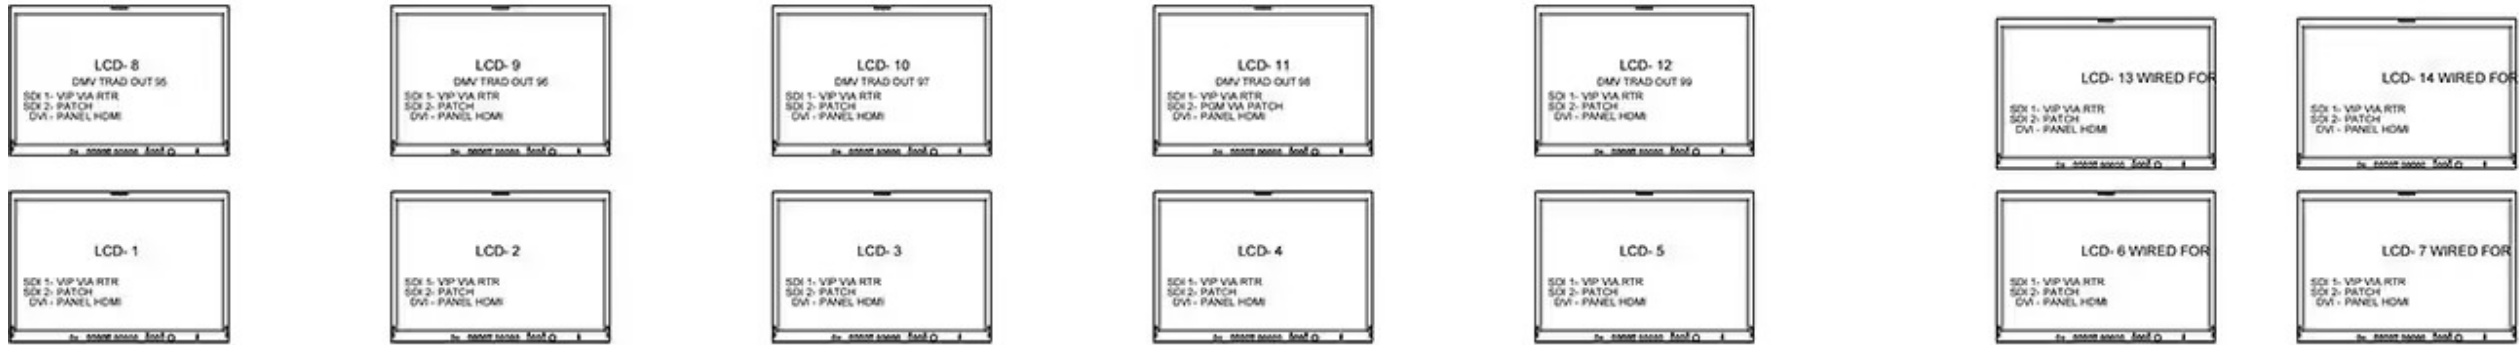 LCD- 8
DMV TRAD OUT 95
SDI 1- VIP VIA RTR
SDI 2- PATCH
DVI - PANEL HDMI
LCD- 9
DMV TRAD OUT 96
SDI 1- VIP VIA RTR
SDI 2- PATCH
DVI - PANEL HDMI
LCD- 10
DMV TRAD OUT 97
SDI 1- VIP VIA RTR
SDI 2- PATCH
DVI - PANEL HDMI
LCD- 11
DMV TRAD OUT 98
SDI 1- VIP VIA RTR
SDI 2- PGM VIA PATCH
DVI - PANEL HDMI
LCD- 12
DMV TRAD OUT 99
SDI 1- VIP VIA RTR
SDI 2- PATCH
DVI - PANEL HDMI
LCD- 13 WIRED FOR
SDI 1- VIP VIA RTR
SDI 2- PATCH
DVI - PANEL HDMI
LCD- 14 WIRED FOR
SDI 1- VIP VIA RTR
SDI 2- PATCH
DVI - PANEL HDMI
LCD- 1
SDI 1- VIP VIA RTR
SDI 2- PATCH
DVI - PANEL HDMI
LCD- 2
SDI 1- VIP VIA RTR
SDI 2- PATCH
DVI - PANEL HDMI
LCD- 3
SDI 1- VIP VIA RTR
SDI 2- PATCH
DVI - PANEL HDMI
LCD- 4
SDI 1- VIP VIA RTR
SDI 2- PATCH
DVI - PANEL HDMI
LCD- 5
SDI 1- VIP VIA RTR
SDI 2- PATCH
DVI - PANEL HDMI
LCD- 6 WIRED FOR
SDI 1- VIP VIA RTR
SDI 2- PATCH
DVI - PANEL HDMI
LCD- 7 WIRED FOR
SDI 1- VIP VIA RTR
SDI 2- PATCH
DVI - PANEL HDMI